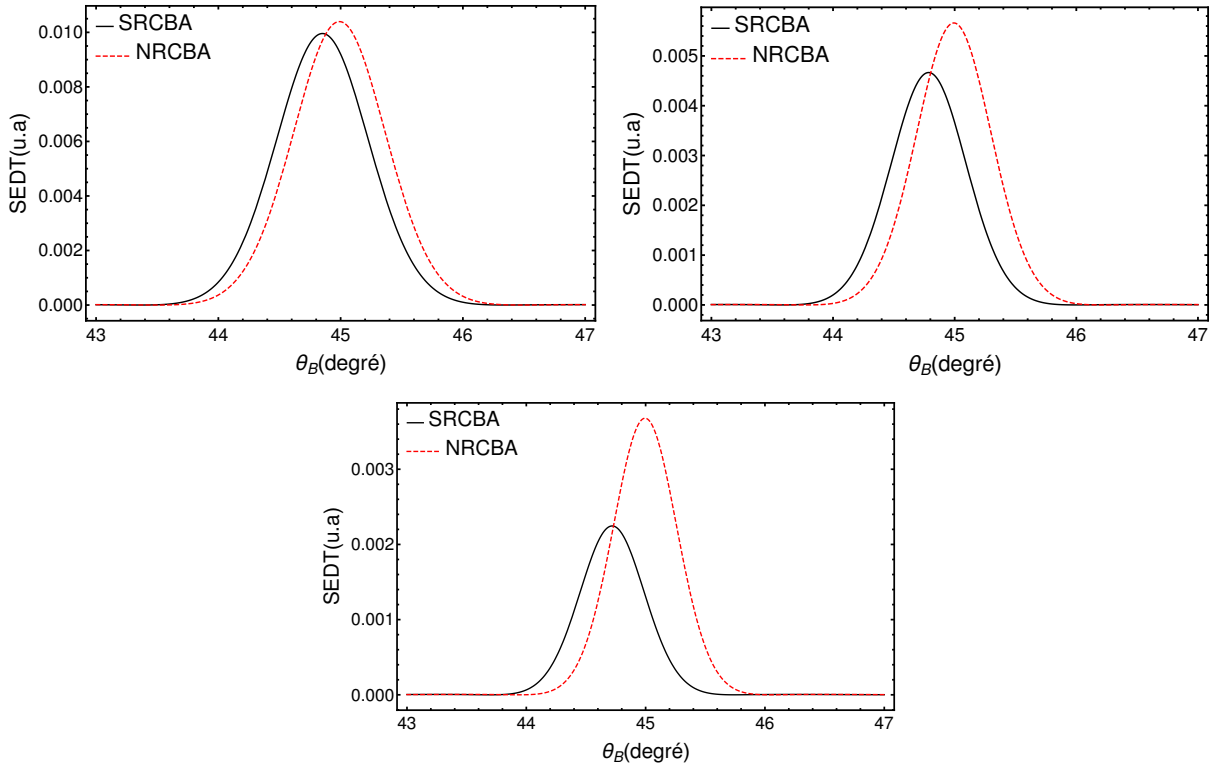 SRCBA
NRCBA
SEDT(u.a)
0.010
0.008
0.006
0.004
0.002
0.000
43 44 45 46 47
θB(degré)
SRCBA
NRCBA
SEDT(u.a)
0.005
0.004
0.003
0.002
0.001
0.000
43 44 45 46 47
θB(degré)
SRCBA
NRCBA
SEDT(u.a)
0.003
0.002
0.001
0.000
43 44 45 46 47
θB(degré)